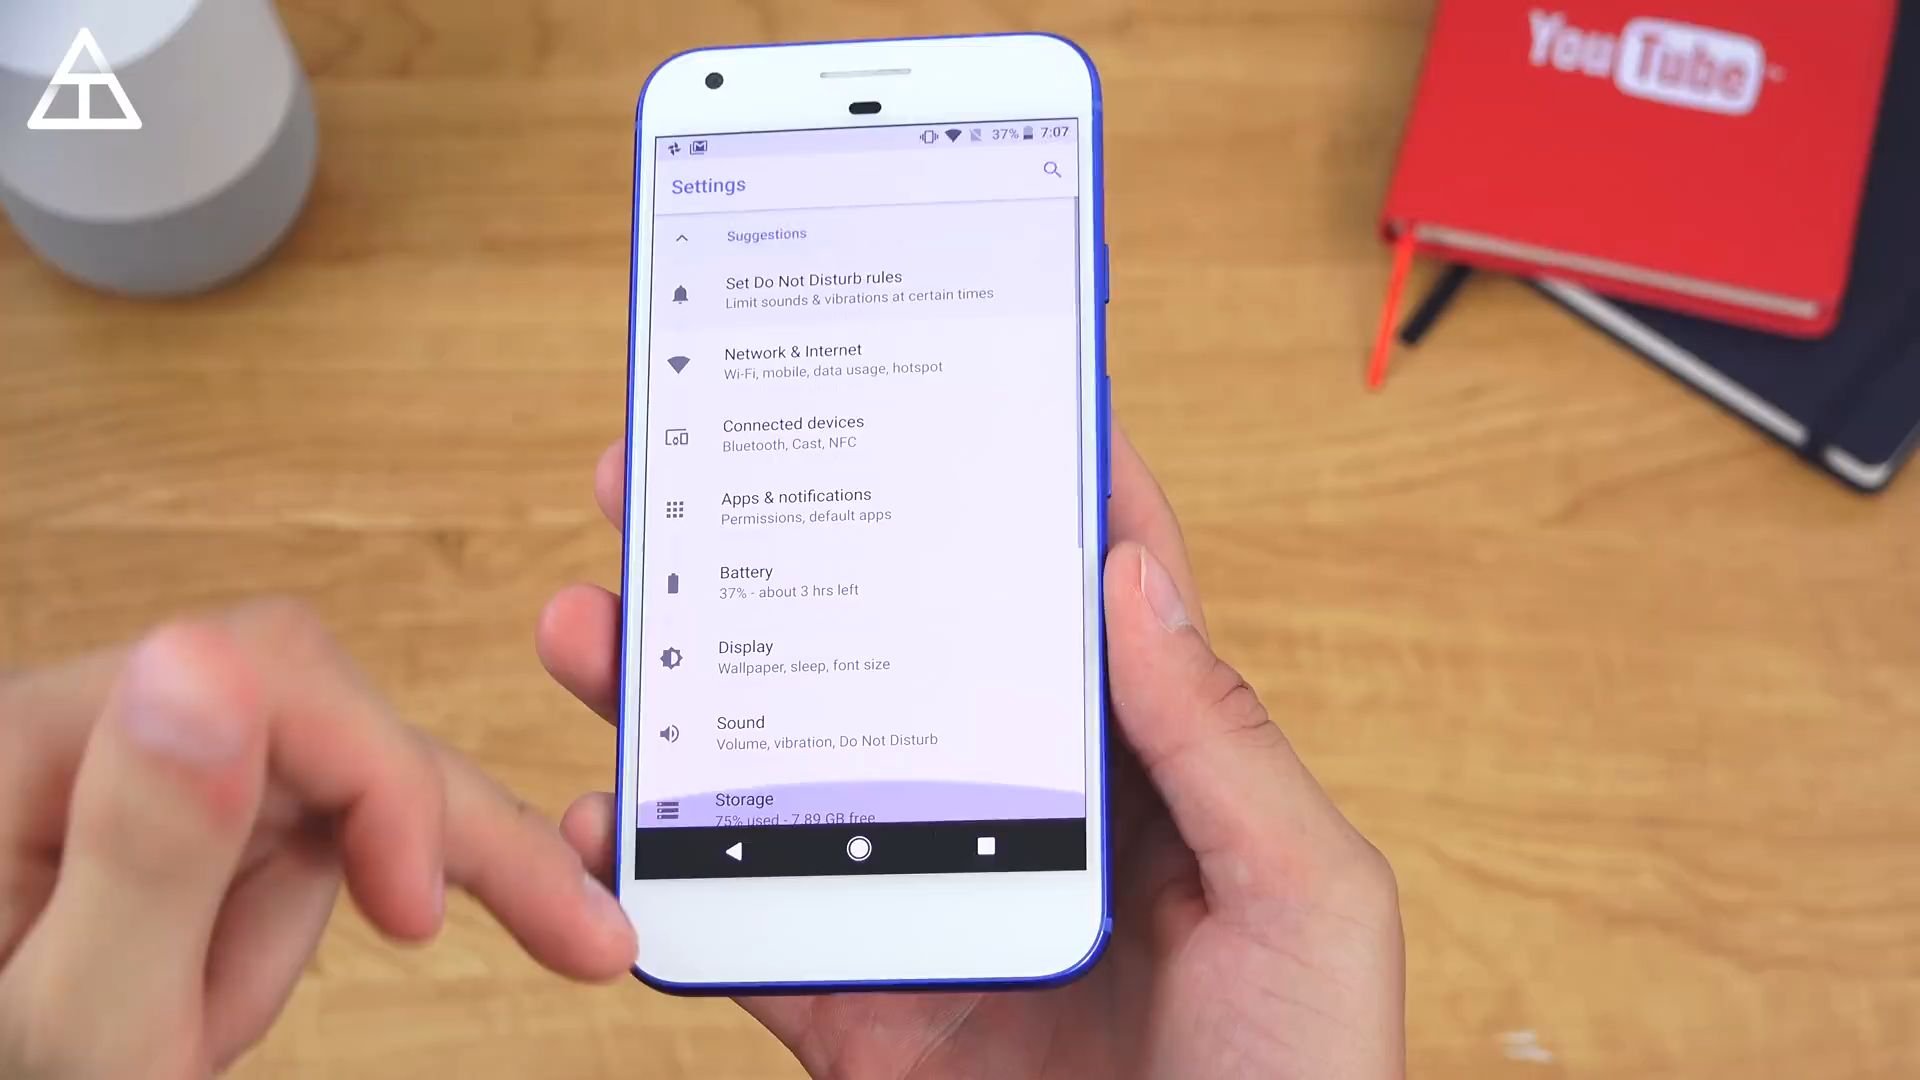 YouTube
37% 7:07
Settings
Suggestions
Set Do Not Disturb rules
Limit sounds & vibrations at certain times
Network & Internet
Wi-Fi, mobile, data usage, hotspot
Connected devices
Bluetooth, Cast, NFC
Apps & notifications
Permissions, default apps
Battery
37% - about 3 hrs left
Display
Wallpaper, sleep, font size
Sound
Volume, vibration, Do Not Disturb
Storage
75% used - 7.89 GB free